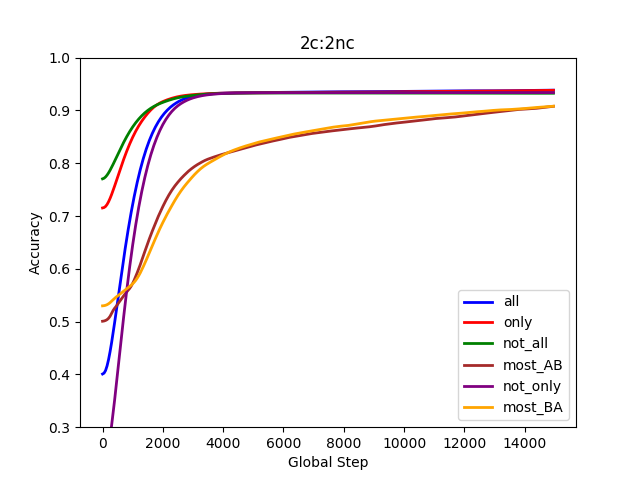 2c:2nc
1.0
0.9
0.8
0.7
0.6
0.5
0.4
0.3
Accuracy
0 2000 4000 6000 8000 10000 12000 14000
Global Step
all
only
not_all
most_AB
not_only
most_BA